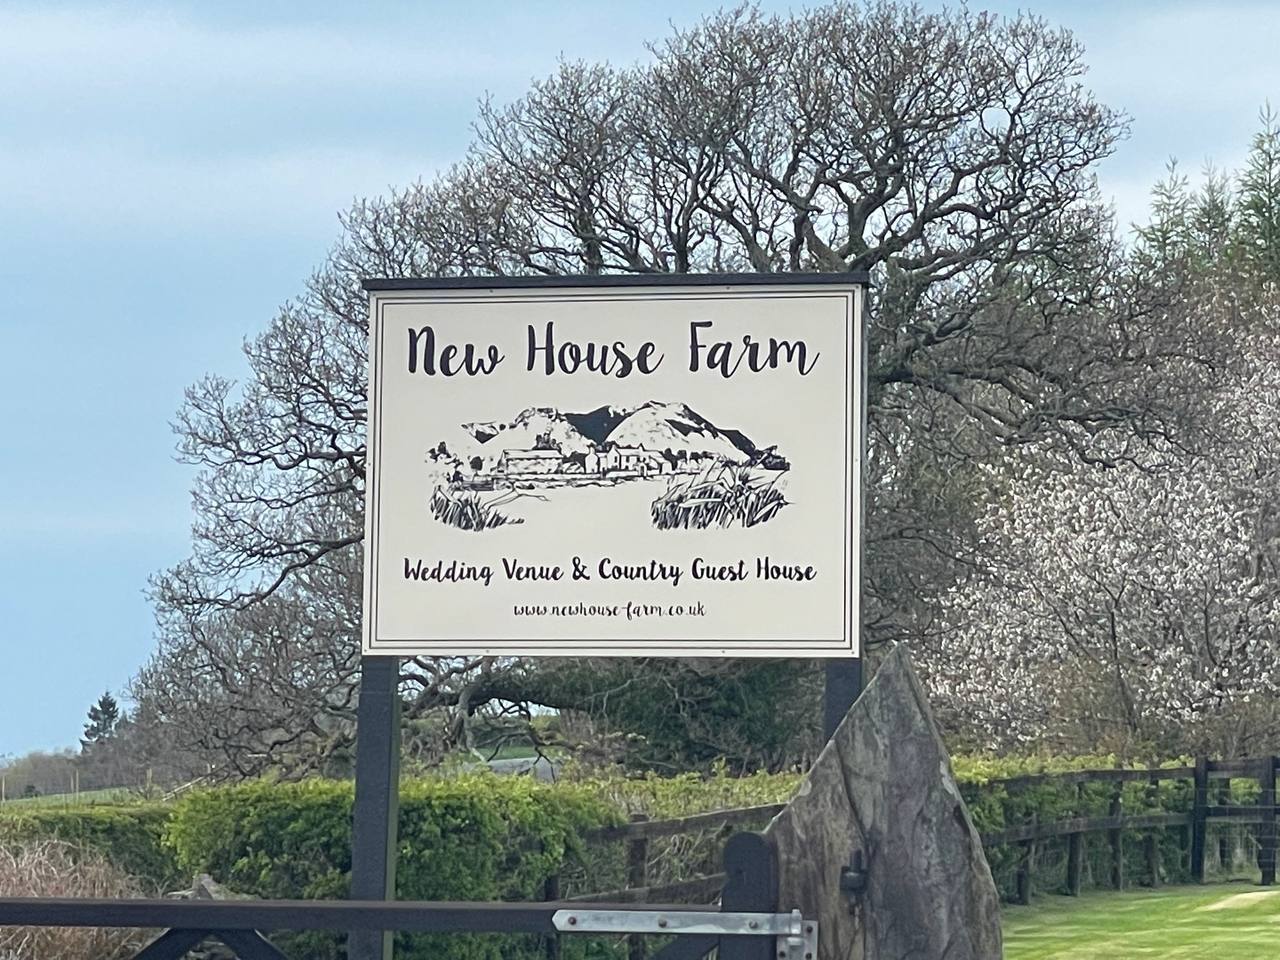 New House Farm
Wedding Venue & Country Guest House
www.newhouse-farm.co.uk